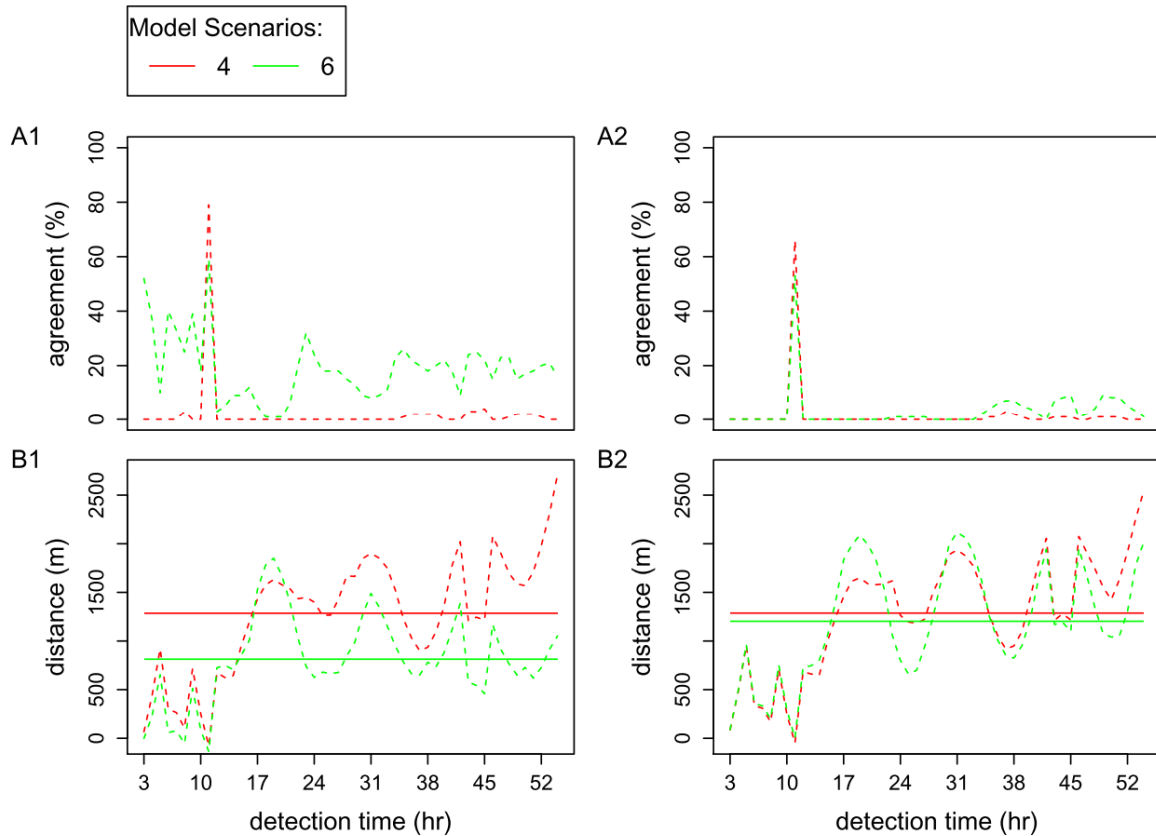 Model Scenarios:
4 6
A1
A2
agreement (%)
100
80
60
40
20
0
agreement (%)
100
80
60
40
20
0
B1
B2
distance (m)
2500
1500
500
0
distance (m)
2500
1500
500
0
3 10 17 24 31 38 45 52
3 10 17 24 31 38 45 52
detection time (hr)
detection time (hr)